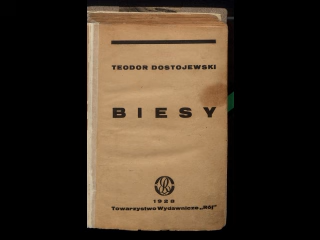 TEODOR DOSTOJEWSKI
BIESY
1928
Towarzystwo Wydawnicze „Rój”